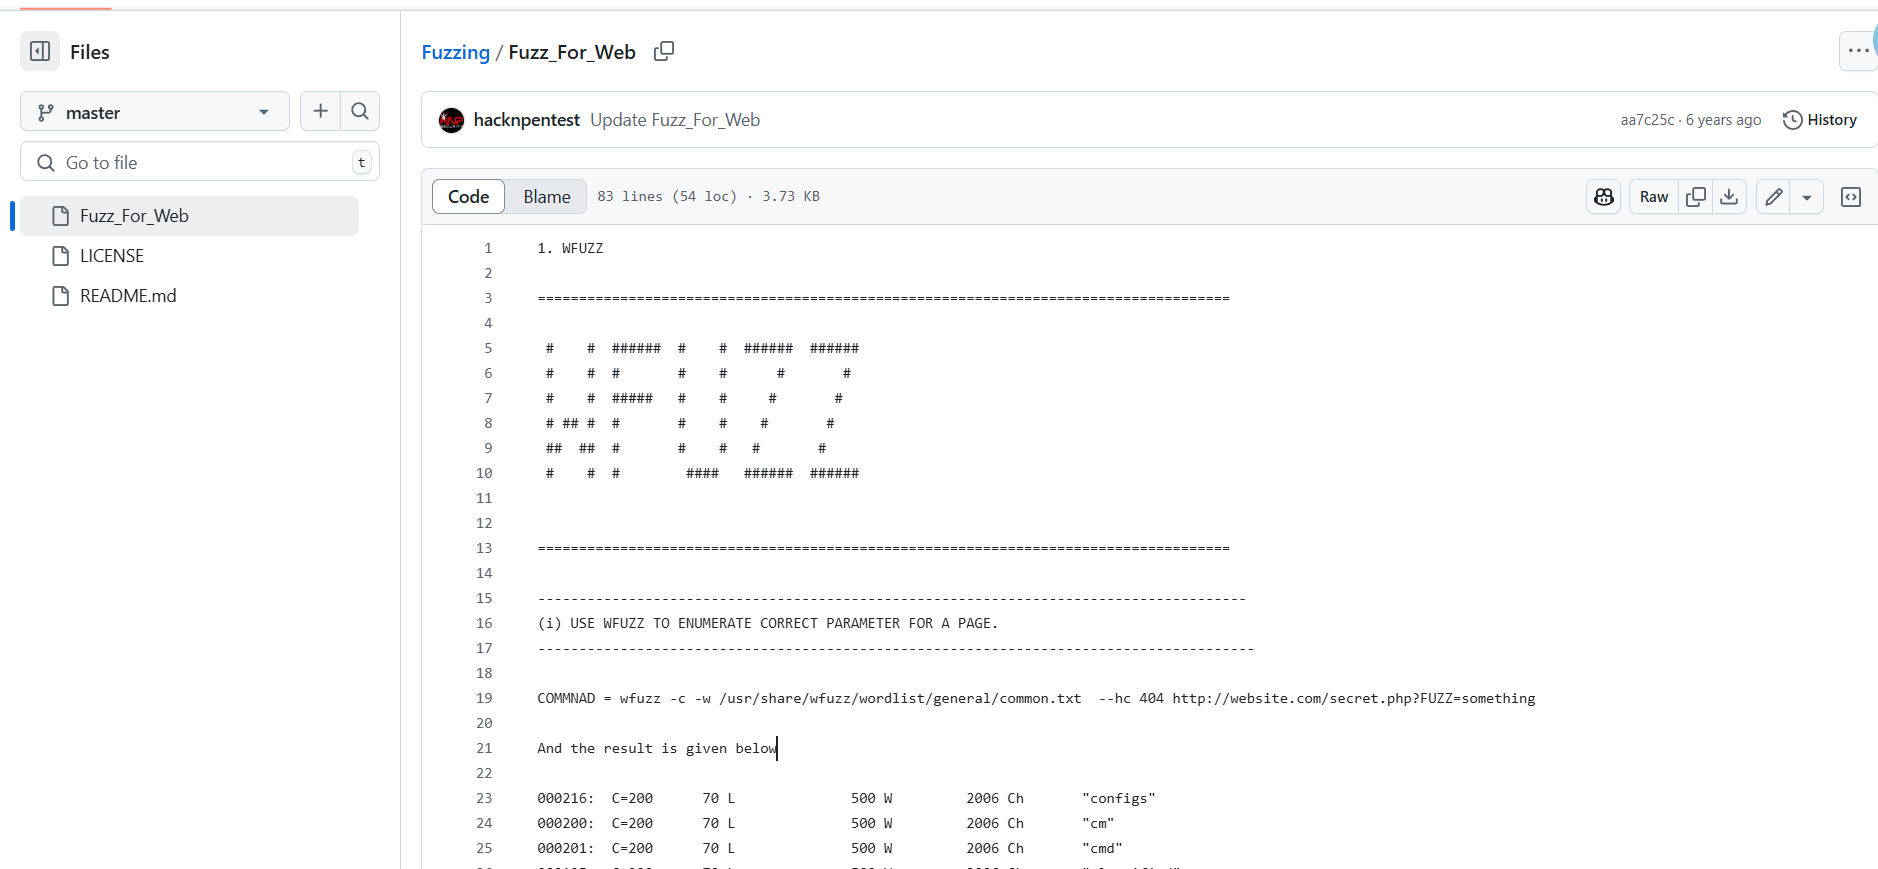 Files
master
Go to file
t
Fuzz_For_Web
LICENSE
README.md
Fuzzing / Fuzz_For_Web
hacknpentest Update Fuzz_For_Web
aa7c25c · 6 years ago
History
Code
Blame
83 lines (54 loc) · 3.73 KB
Raw
1 1. WFUZZ
2
3 ====================================================================================
4
5  #    #  ######  #    #  ######  ######
6  #    #  #       #    #      #       #
7  #    #  #####   #    #     #       #
8  # ## #  #       #    #    #       #
9  ##  ##  #       #    #   #       #
10  #    #  #        ####   ######  ######
11
12
13 ====================================================================================
14
15 --------------------------------------------------------------------------------------
16 (i) USE WFUZZ TO ENUMERATE CORRECT PARAMETER FOR A PAGE.
17 ---------------------------------------------------------------------------------------
18
19 COMMNAD = wfuzz -c -w /usr/share/wfuzz/wordlist/general/common.txt  --hc 404 http://website.com/secret.php?FUZZ=something
20
21 And the result is given below
22
23 000216:  C=200      70 L              500 W         2006 Ch       "configs"
24 000200:  C=200      70 L              500 W         2006 Ch       "cm"
25 000201:  C=200      70 L              500 W         2006 Ch       "cmd"